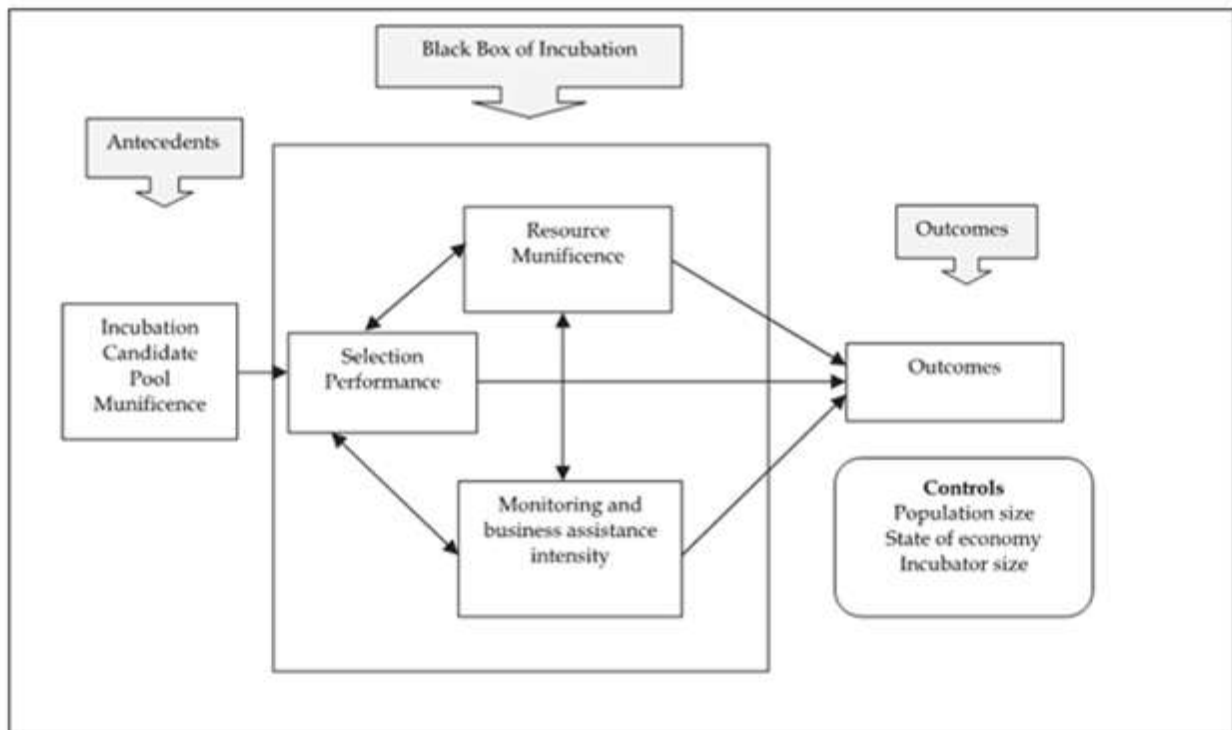 Black Box of Incubation
Antecedents
Resource
Munificence
Outcomes
Incubation
Candidate
Pool
Munificence
Selection
Performance
Outcomes
Monitoring and
business assistance
intensity
Controls
Population size
State of economy
Incubator size